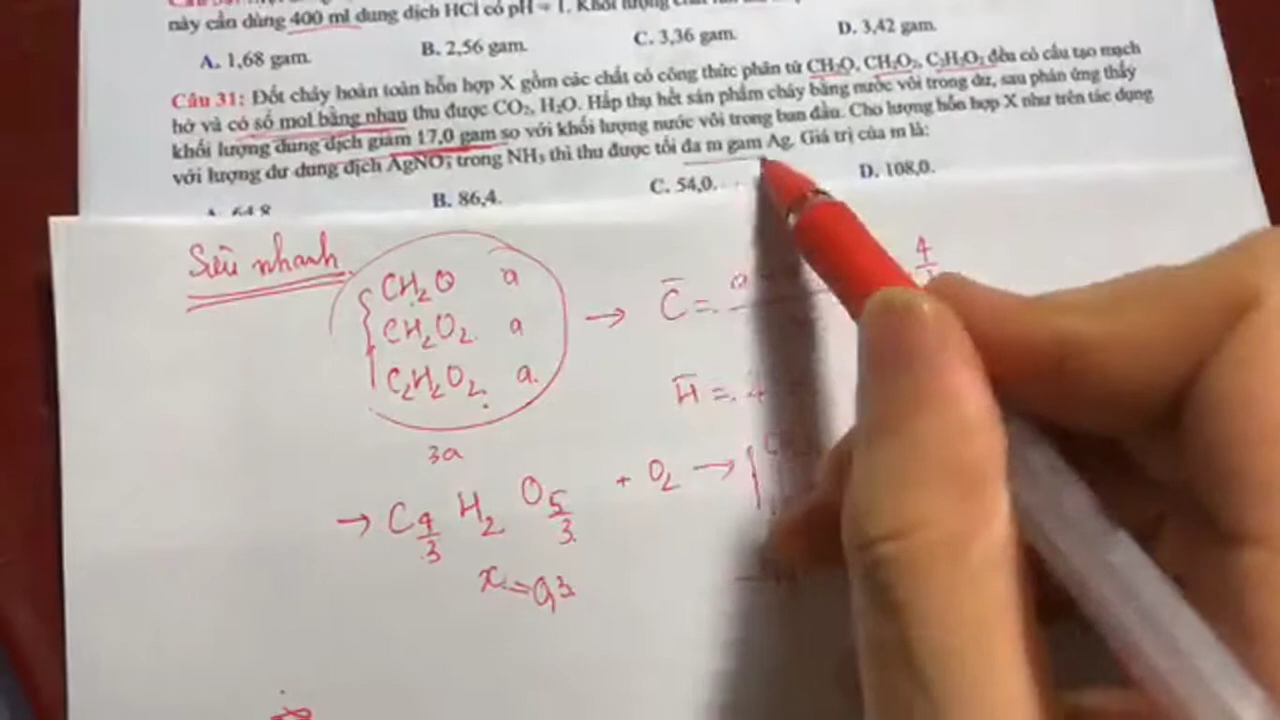 này cần dùng 400 ml dung dịch HCl có pH = 1. Khối lượng
A. 1,68 gam. B. 2,56 gam. C. 3,36 gam. D. 3,42 gam.
Câu 31: Đốt cháy hoàn toàn hỗn hợp X gồm các chất có công thức phân tử CH₂O, CH₂O₂, C₂H₂O₂ đều có cấu tạo mạch
hở và có số mol bằng nhau thu được CO₂, H₂O. Hấp thụ hết sản phẩm cháy bằng nước vôi trong dư, sau phản ứng thấy
khối lượng dung dịch giảm 17,0 gam so với khối lượng nước vôi trong ban đầu. Cho lượng hỗn hợp X như trên tác dụng
với lượng dư dung dịch AgNO₃ trong NH₃ thì thu được tối đa m gam Ag. Giá trị của m là:
B. 86,4. C. 54,0. D. 108,0.
Siêu nhanh
CH₂O a
CH₂O₂ a
C₂H₂O₂ a.
3a
→ C̄ =
4
H̄ =
→ C4/3 H₂ O5/3 + O₂ →
x = 0,3